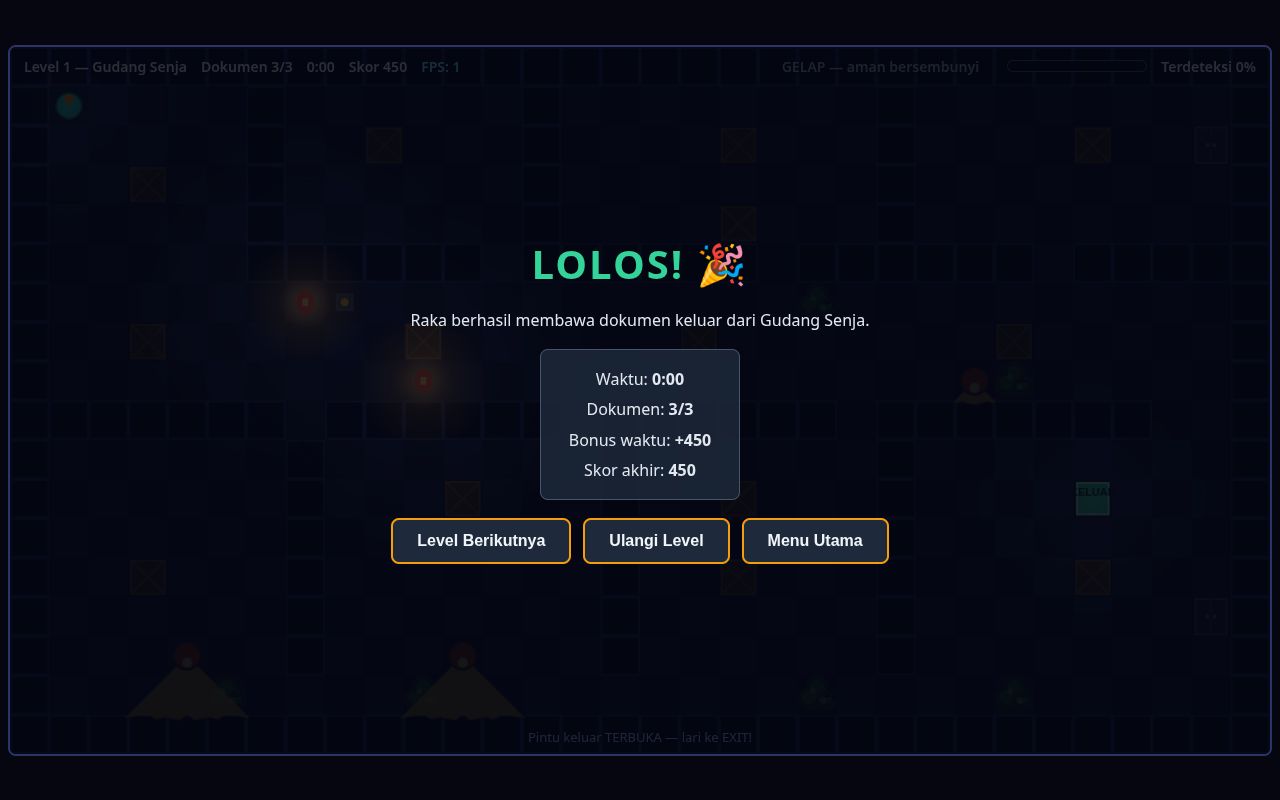 Level 1 — Gudang Senja Dokumen 3/3 0:00 Skor 450 FPS: 1 GELAP — aman bersembunyi Terdeteksi 0%
LOLOS! 🎉
Raka berhasil membawa dokumen keluar dari Gudang Senja.
Waktu: 0:00
Dokumen: 3/3
Bonus waktu: +450
Skor akhir: 450
Level Berikutnya Ulangi Level Menu Utama
Pintu keluar TERBUKA — lari ke EXIT!